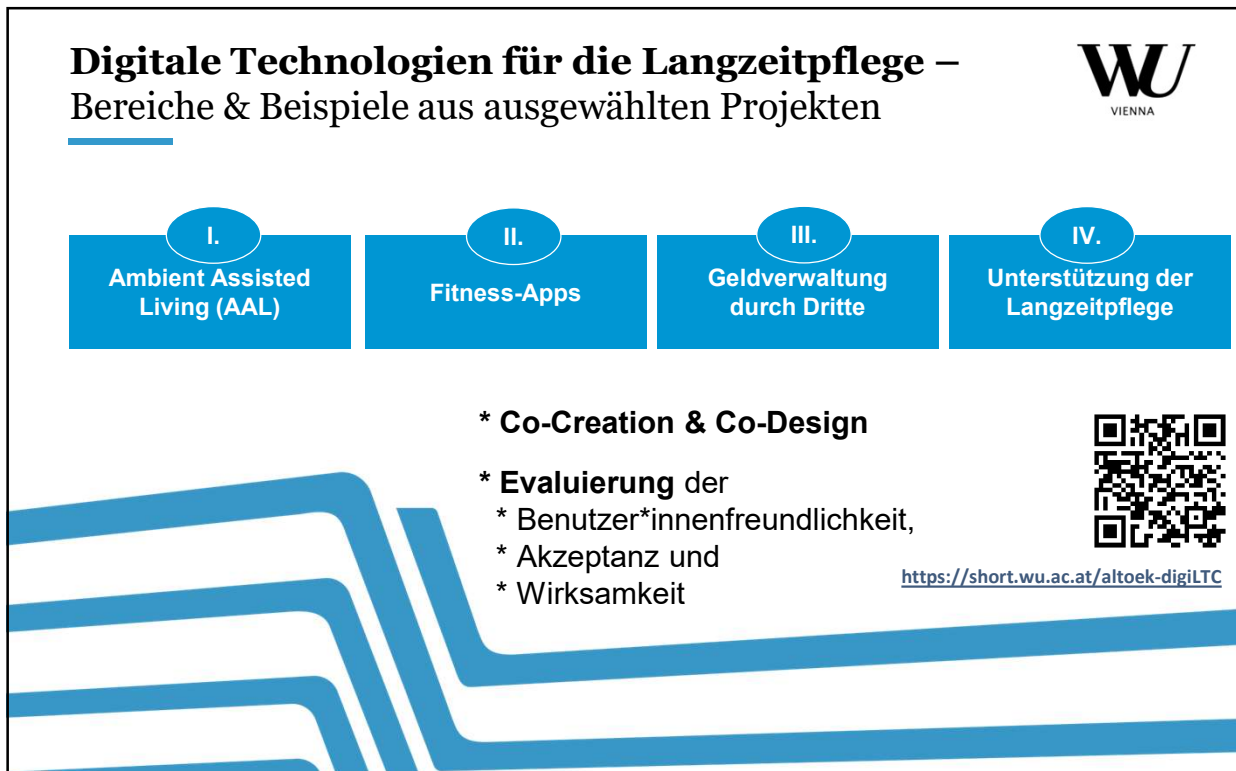 Digitale Technologien für die Langzeitpflege –
Bereiche & Beispiele aus ausgewählten Projekten
WU
VIENNA
I.
Ambient Assisted
Living (AAL)
II.
Fitness-Apps
III.
Geldverwaltung
durch Dritte
IV.
Unterstützung der
Langzeitpflege
* Co-Creation & Co-Design
* Evaluierung der
* Benutzer*innenfreundlichkeit,
* Akzeptanz und
* Wirksamkeit
https://short.wu.ac.at/altoek-digiLTC